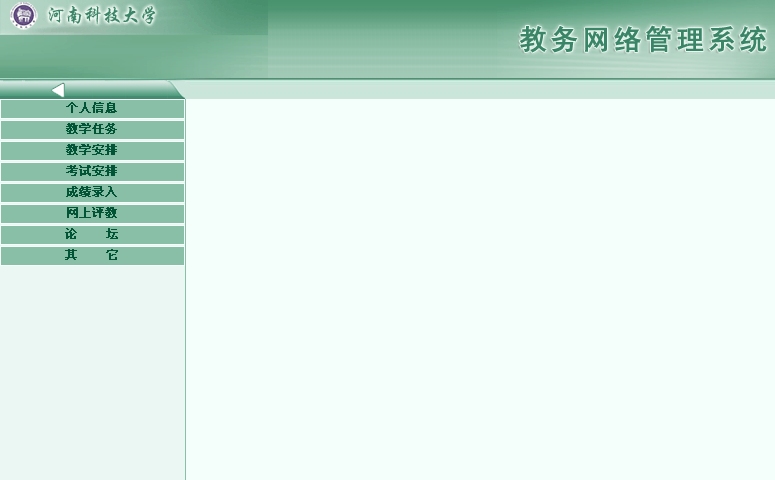 河南科技大学
教务网络管理系统
个人信息
教学任务
教学安排
考试安排
成绩录入
网上评教
论 坛
其 它